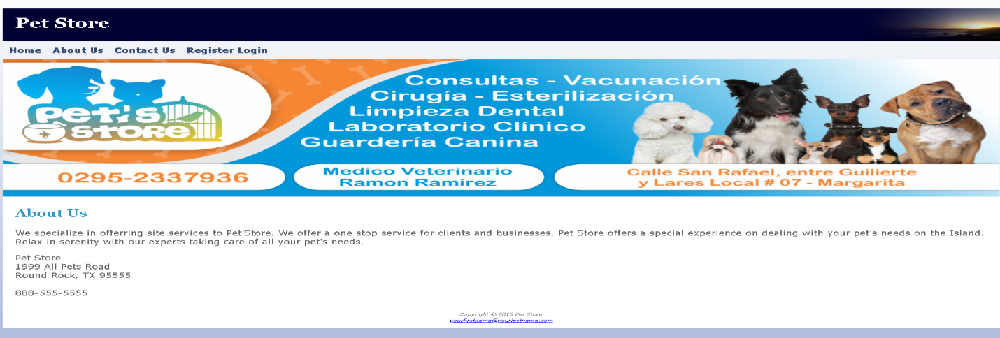 Pet Store
Home About Us Contact Us Register Login
Pet's
STORE
Consultas - Vacunación
Cirugía - Esterilización
Limpieza Dental
Laboratorio Clínico
Guardería Canina
0295-2337936
Medico Veterinario
Ramon Ramirez
Calle San Rafael, entre Guilierte
y Lares Local # 07 - Margarita
About Us
We specialize in offerring site services to Pet'Store. We offer a one stop service for clients and businesses. Pet Store offers a special experience on dealing with your pet's needs on the Island.
Relax in serenity with our experts taking care of all your pet's needs.
Pet Store
1999 All Pets Road
Round Rock, TX 95555
888-555-5555
Copyright © 2018 Pet Store
yourfirstname@yourlastname.com